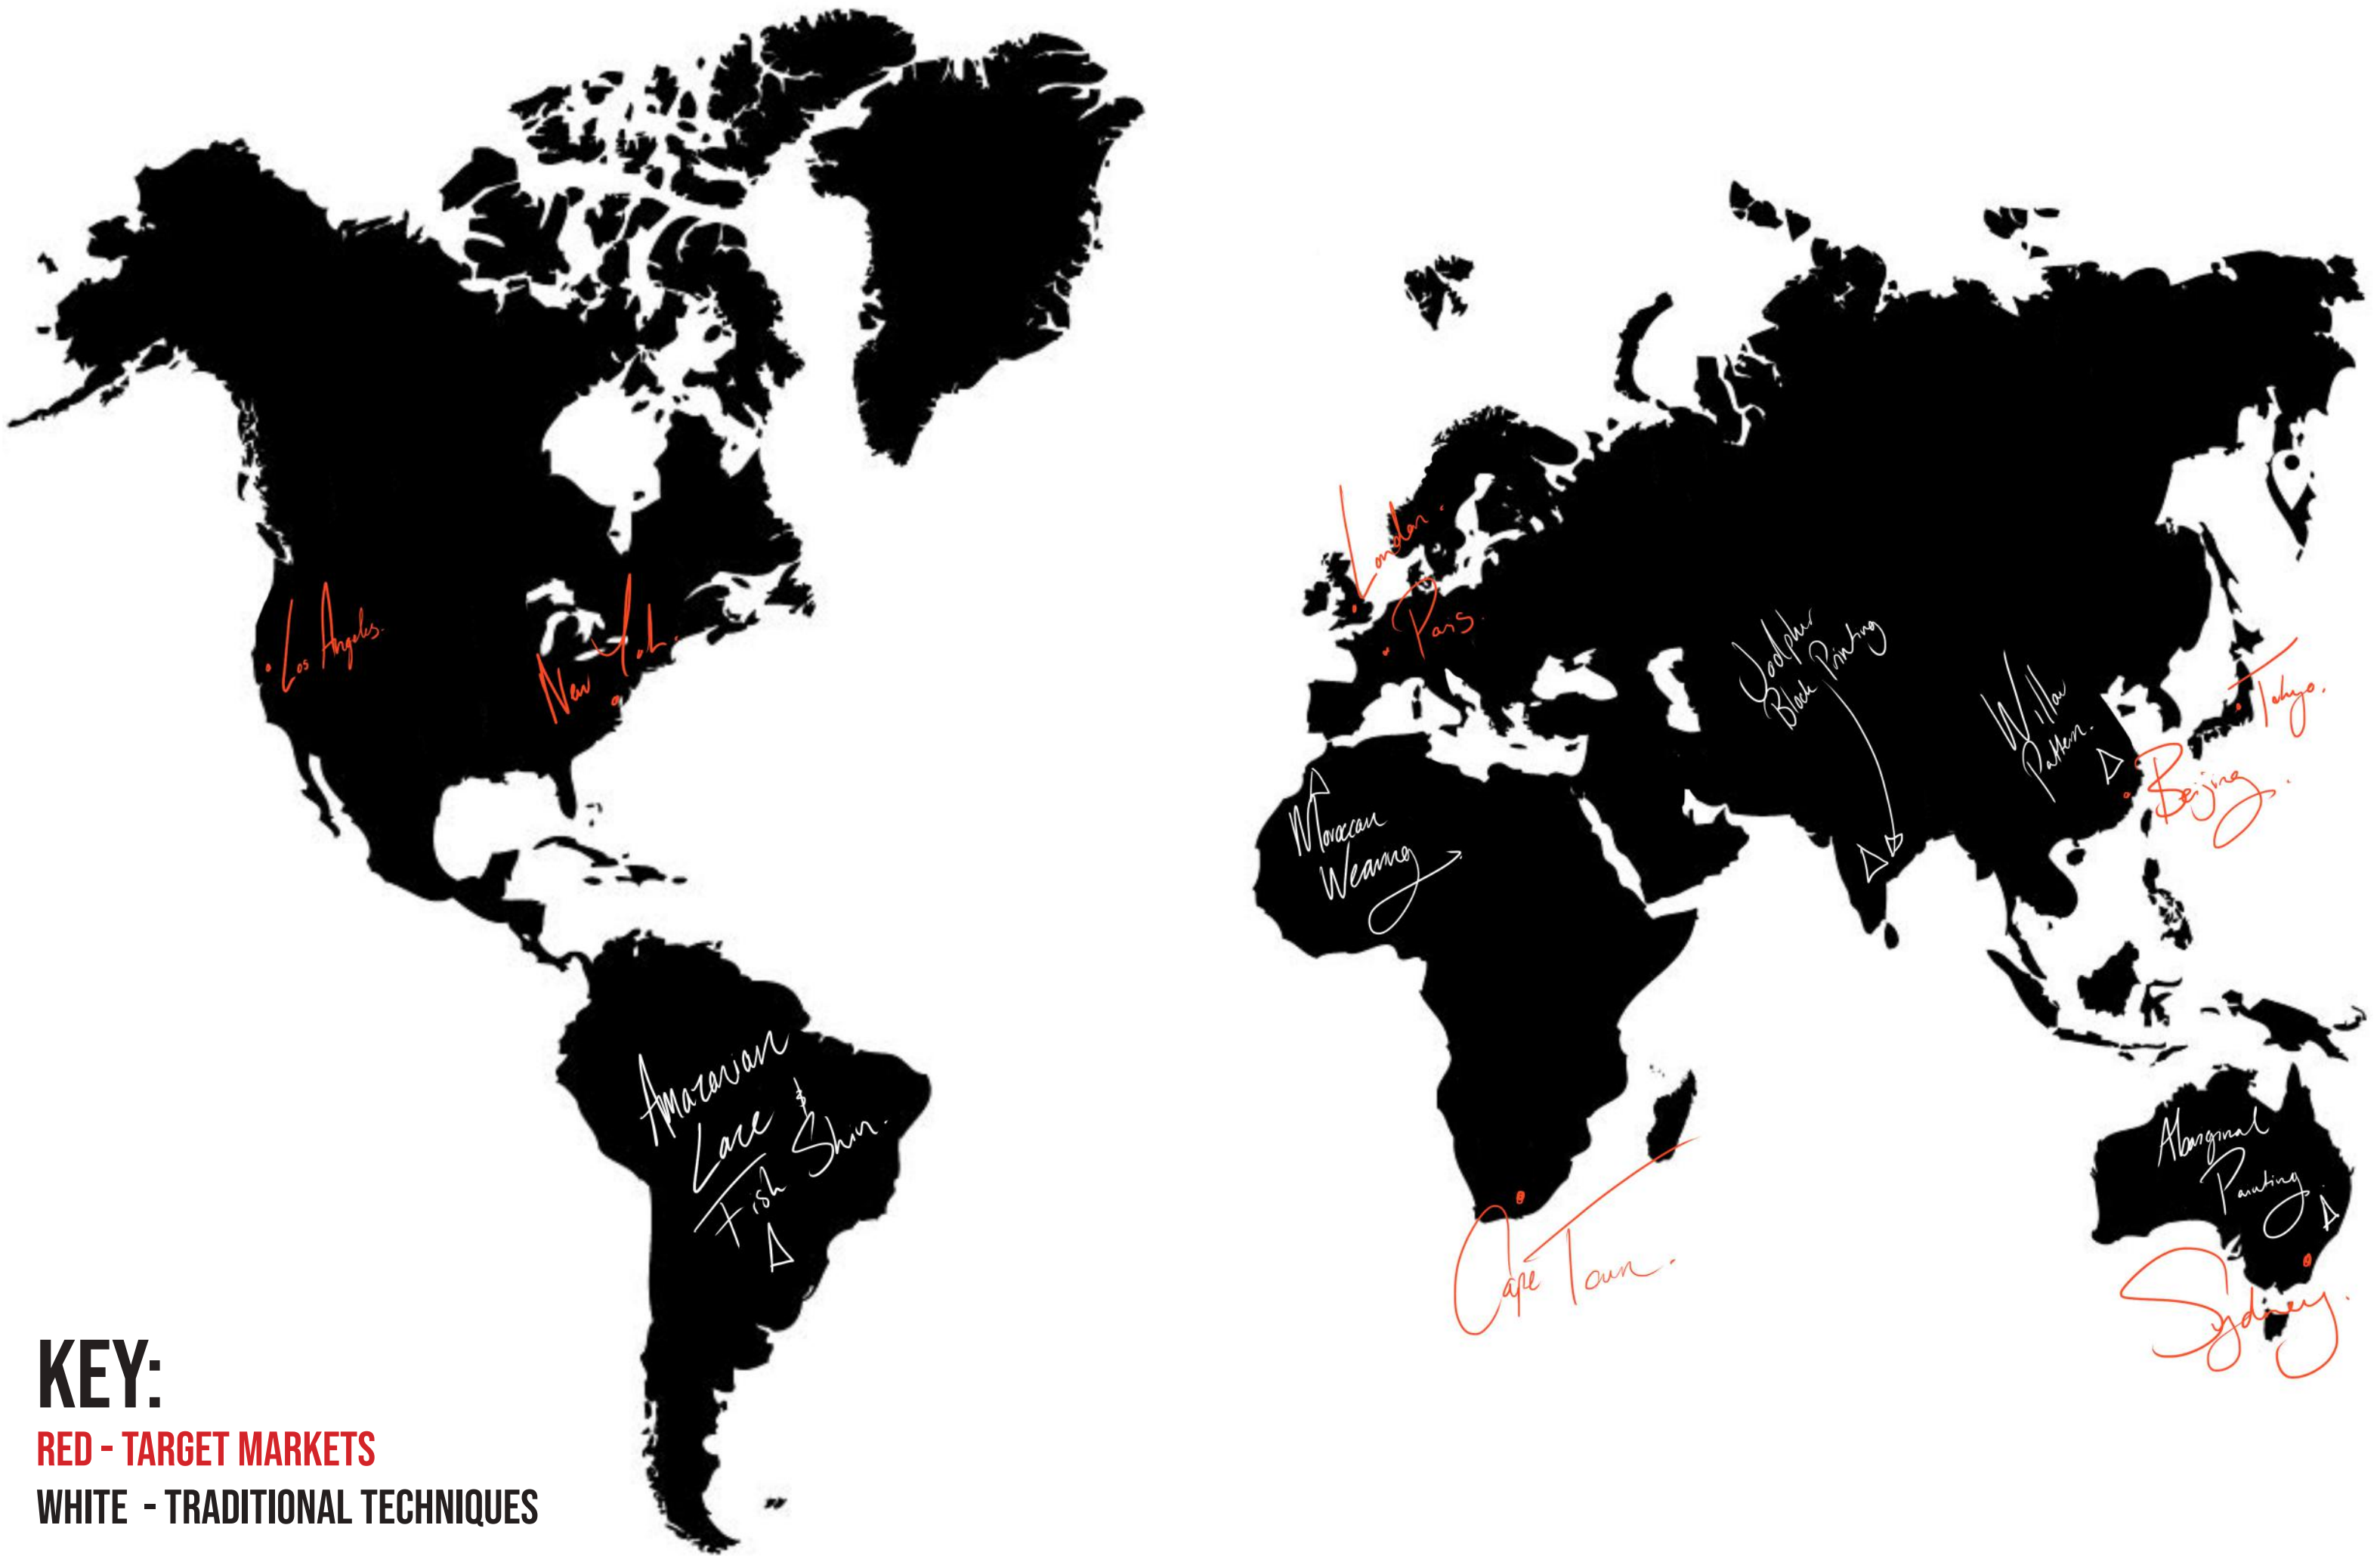 London.
Los Angeles.
New York.
Paris.
Jodphur
Block Printing
Willow
Pattern.
Tokyo.
Beijing.
Moroccan
Weaving
Amazonian
Lace &
Fish Skin.
Aboriginal
Painting
Cape Town.
Sydney.
KEY:
RED - TARGET MARKETS
WHITE - TRADITIONAL TECHNIQUES